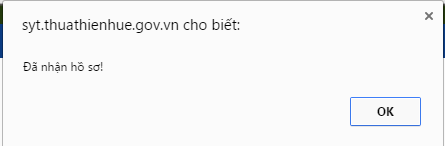 syt.thuathienhue.gov.vn cho biết:
Đã nhận hồ sơ!
OK